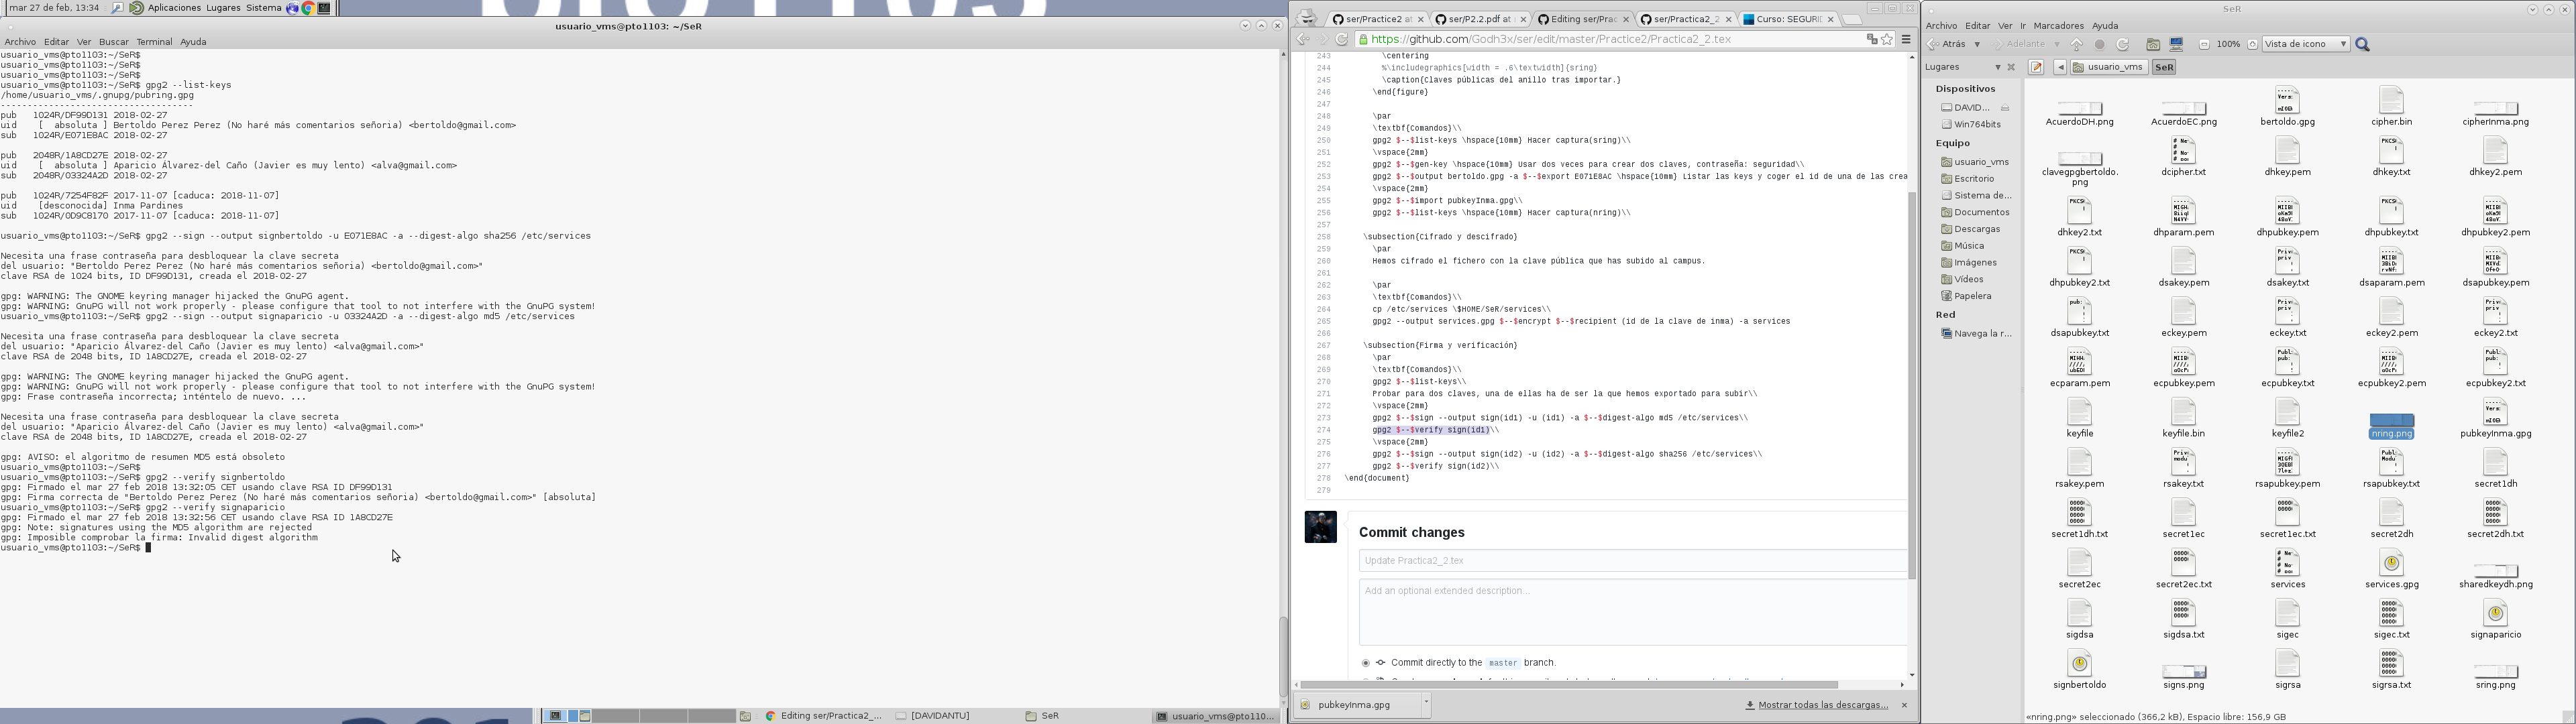 mar 27 de feb, 13:34
Aplicaciones Lugares Sistema
usuario_vms@pto1103: ~/SeR
Archivo Editar Ver Buscar Terminal Ayuda
usuario_vms@pto1103:~/SeR$
usuario_vms@pto1103:~/SeR$
usuario_vms@pto1103:~/SeR$
usuario_vms@pto1103:~/SeR$ gpg2 --list-keys
/home/usuario_vms/.gnupg/pubring.gpg
------------------------------------
pub 1024R/DF99D131 2018-02-27
uid [ absoluta ] Bertoldo Perez Perez (No haré más comentarios señoria) <bertoldo@gmail.com>
sub 1024R/E071E8AC 2018-02-27
pub 2048R/1A8CD27E 2018-02-27
uid [ absoluta ] Aparicio Álvarez-del Caño (Javier es muy lento) <alva@gmail.com>
sub 2048R/03324A2D 2018-02-27
pub 1024R/7254F82F 2017-11-07 [caduca: 2018-11-07]
uid [desconocida] Inma Pardines
sub 1024R/0D9C8170 2017-11-07 [caduca: 2018-11-07]
usuario_vms@pto1103:~/SeR$ gpg2 --sign --output signbertoldo -u E071E8AC -a --digest-algo sha256 /etc/services
Necesita una frase contraseña para desbloquear la clave secreta
del usuario: "Bertoldo Perez Perez (No haré más comentarios señoria) <bertoldo@gmail.com>"
clave RSA de 1024 bits, ID DF99D131, creada el 2018-02-27
gpg: WARNING: The GNOME keyring manager hijacked the GnuPG agent.
gpg: WARNING: GnuPG will not work properly - please configure that tool to not interfere with the GnuPG system!
usuario_vms@pto1103:~/SeR$ gpg2 --sign --output signaparicio -u 03324A2D -a --digest-algo md5 /etc/services
Necesita una frase contraseña para desbloquear la clave secreta
del usuario: "Aparicio Álvarez-del Caño (Javier es muy lento) <alva@gmail.com>"
clave RSA de 2048 bits, ID 1A8CD27E, creada el 2018-02-27
gpg: WARNING: The GNOME keyring manager hijacked the GnuPG agent.
gpg: WARNING: GnuPG will not work properly - please configure that tool to not interfere with the GnuPG system!
gpg: Frase contraseña incorrecta; inténtelo de nuevo. ...
Necesita una frase contraseña para desbloquear la clave secreta
del usuario: "Aparicio Álvarez-del Caño (Javier es muy lento) <alva@gmail.com>"
clave RSA de 2048 bits, ID 1A8CD27E, creada el 2018-02-27
gpg: AVISO: el algoritmo de resumen MD5 está obsoleto
usuario_vms@pto1103:~/SeR$
usuario_vms@pto1103:~/SeR$ gpg2 --verify signbertoldo
gpg: Firmado el mar 27 feb 2018 13:32:05 CET usando clave RSA ID DF99D131
gpg: Firma correcta de "Bertoldo Perez Perez (No haré más comentarios señoria) <bertoldo@gmail.com>" [absoluta]
usuario_vms@pto1103:~/SeR$ gpg2 --verify signaparicio
gpg: Firmado el mar 27 feb 2018 13:32:56 CET usando clave RSA ID 1A8CD27E
gpg: Note: signatures using the MD5 algorithm are rejected
gpg: Imposible comprobar la firma: Invalid digest algorithm
usuario_vms@pto1103:~/SeR$
Editing ser/Practica2_... [DAVIDANTU] SeR usuario_vms@pto110...
ser/Practice2 at ser/P2.2.pdf at Editing ser/Prac ser/Practica2_2 Curso: SEGURI
https://github.com/Godh3x/ser/edit/master/Practice2/Practica2_2.tex
243 \centering
244 %\includegraphics[width = .6\textwidth]{sring}
245 \caption{Claves públicas del anillo tras importar.}
246 \end{figure}
247
248 \par
249 \textbf{Comandos}\\
250 gpg2 $--$list-keys \hspace{10mm} Hacer captura(sring)\\
251 \vspace{2mm}
252 gpg2 $--$gen-key \hspace{10mm} Usar dos veces para crear dos claves, contraseña: seguridad\\
253 gpg2 $--$output bertoldo.gpg -a $--$export E071E8AC \hspace{10mm} Listar las keys y coger el id de una de las crea
254 \vspace{2mm}
255 gpg2 $--$import pubkeyInma.gpg\\
256 gpg2 $--$list-keys \hspace{10mm} Hacer captura(nring)\\
257
258 \subsection{Cifrado y descifrado}
259 \par
260 Hemos cifrado el fichero con la clave pública que has subido al campus.
261
262 \par
263 \textbf{Comandos}\\
264 cp /etc/services \$HOME/SeR/services\\
265 gpg2 --output services.gpg $--$encrypt $--$recipient (id de la clave de inma) -a services
266
267 \subsection{Firma y verificación}
268 \par
269 \textbf{Comandos}\\
270 gpg2 $--$list-keys\\
271 Probar para dos claves, una de ellas ha de ser la que hemos exportado para subir\\
272 \vspace{2mm}
273 gpg2 $--$sign --output sign(id1) -u (id1) -a $--$digest-algo md5 /etc/services\\
274 gpg2 $--$verify sign(id1)\\
275 \vspace{2mm}
276 gpg2 $--$sign --output sign(id2) -u (id2) -a $--$digest-algo sha256 /etc/services\\
277 gpg2 $--$verify sign(id2)\\
278 \end{document}
279
Commit changes
Update Practica2_2.tex
Add an optional extended description...
Commit directly to the master branch.
pubkeyInma.gpg
Mostrar todas las descargas...
SeR
Archivo Editar Ver Ir Marcadores Ayuda
Atrás Adelante 100% Vista de icono
Lugares
usuario_vms SeR
Dispositivos
DAVID...
Win764bits
Equipo
usuario_vms
Escritorio
Sistema de...
Documentos
Descargas
Música
Imágenes
Vídeos
Papelera
Red
Navega la r...
AcuerdoDH.png AcuerdoEC.png bertoldo.gpg cipher.bin cipherInma.png
clavegpgbertoldo.png dcipher.txt dhkey.pem dhkey.txt dhkey2.pem
dhkey2.txt dhparam.pem dhpubkey.pem dhpubkey.txt dhpubkey2.pem
dhpubkey2.txt dsakey.pem dsakey.txt dsaparam.pem dsapubkey.pem
dsapubkey.txt eckey.pem eckey.txt eckey2.pem eckey2.txt
ecparam.pem ecpubkey.pem ecpubkey.txt ecpubkey2.pem ecpubkey2.txt
keyfile keyfile.bin keyfile2 nring.png pubkeyInma.gpg
rsakey.pem rsakey.txt rsapubkey.pem rsapubkey.txt secret1dh
secret1dh.txt secret1ec secret1ec.txt secret2dh secret2dh.txt
secret2ec secret2ec.txt services services.gpg sharedkeydh.png
sigdsa sigdsa.txt sigec sigec.txt signaparicio
signbertoldo signs.png sigrsa sigrsa.txt sring.png
«nring.png» seleccionado (366,2 kB), Espacio libre: 156,9 GB